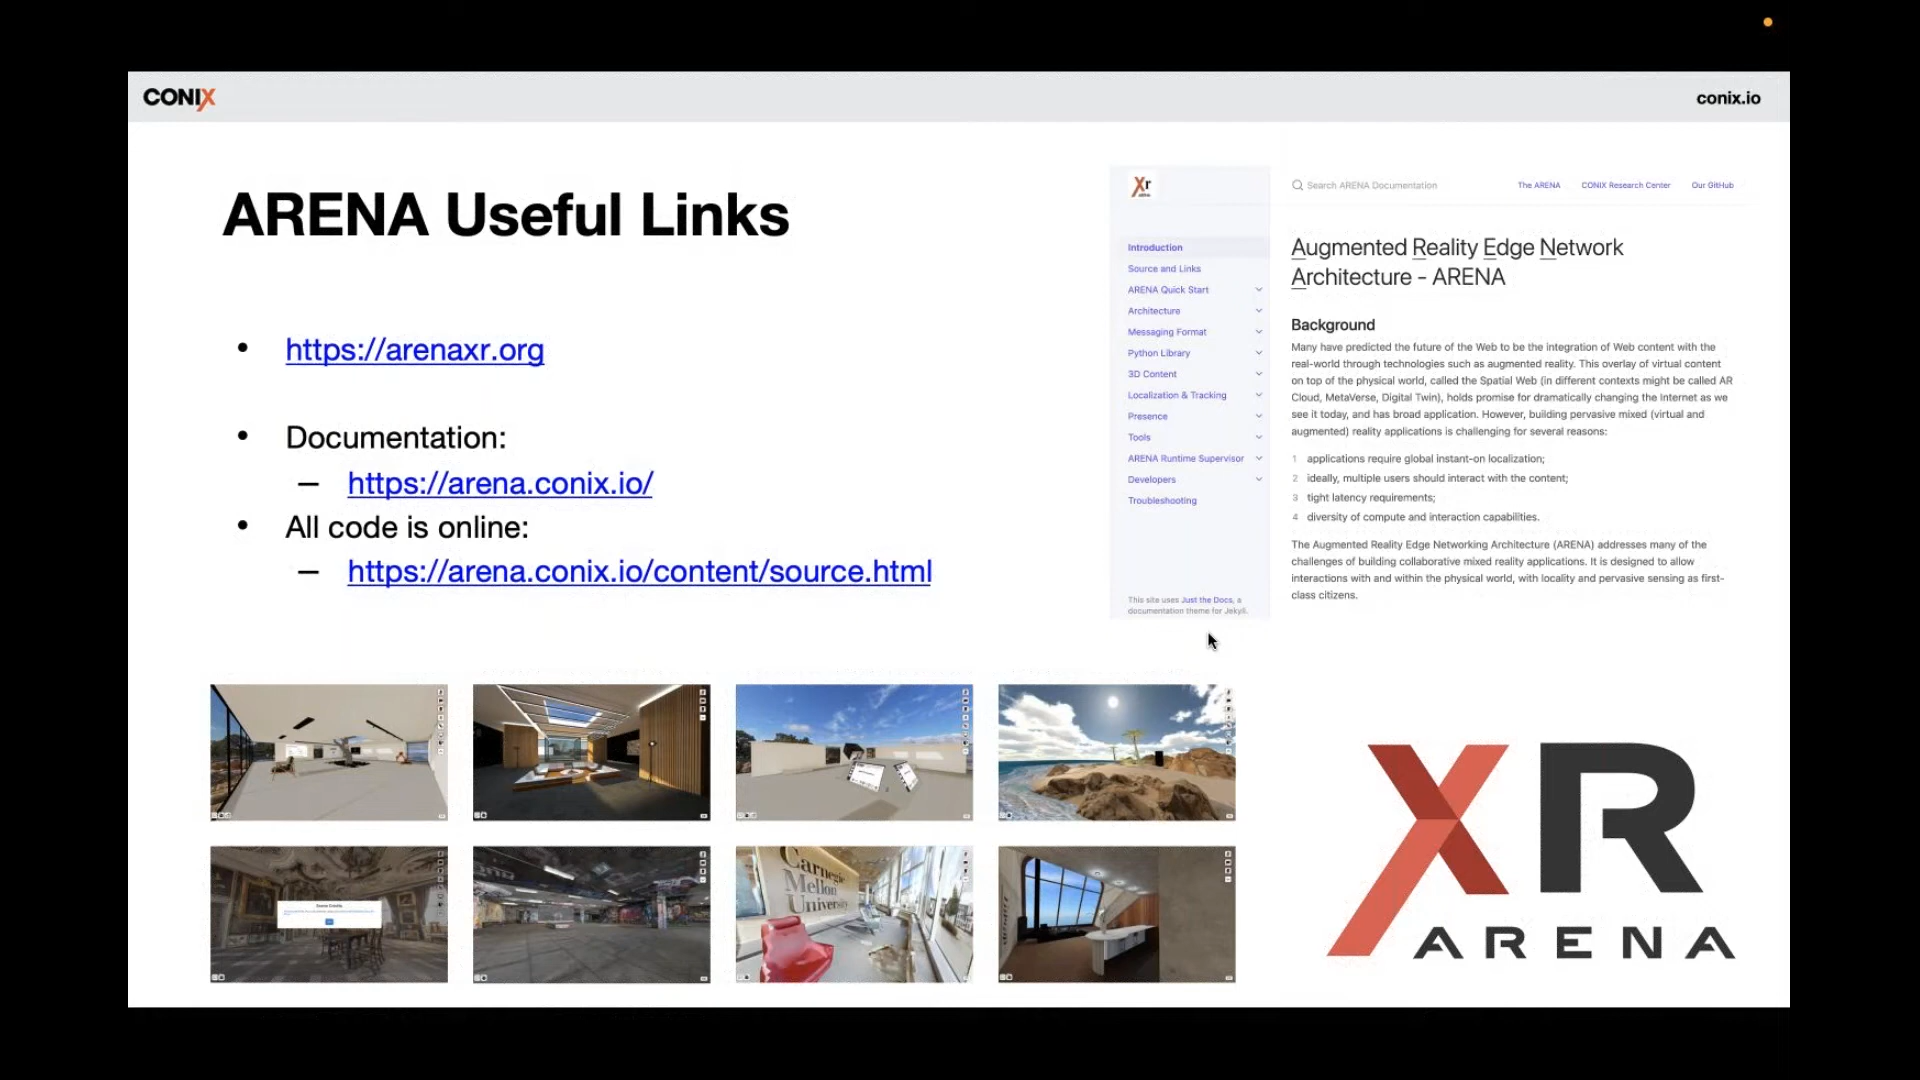 CONIX
conix.io
ARENA Useful Links
• https://arenaxr.org
• Documentation:
– https://arena.conix.io/
• All code is online:
– https://arena.conix.io/content/source.html
Xr
Search ARENA Documentation
The ARENA
CONIX Research Center
Our GitHub
Introduction
Source and Links
ARENA Quick Start
Architecture
Messaging Format
Python Library
3D Content
Localization & Tracking
Presence
Tools
ARENA Runtime Supervisor
Developers
Troubleshooting
This site uses Just the Docs, a
documentation theme for Jekyll.
Augmented Reality Edge Network
Architecture - ARENA
Background
Many have predicted the future of the Web to be the integration of Web content with the
real-world through technologies such as augmented reality. This overlay of virtual content
on top of the physical world, called the Spatial Web (in different contexts might be called AR
Cloud, MetaVerse, Digital Twin), holds promise for dramatically changing the Internet as we
see it today, and has broad application. However, building pervasive mixed (virtual and
augmented) reality applications is challenging for several reasons:
1 applications require global instant-on localization;
2 ideally, multiple users should interact with the content;
3 tight latency requirements;
4 diversity of compute and interaction capabilities.
The Augmented Reality Edge Networking Architecture (ARENA) addresses many of the
challenges of building collaborative mixed reality applications. It is designed to allow
interactions with and within the physical world, with locality and pervasive sensing as first-
class citizens.
Carnegie
Mellon
University
XR
ARENA